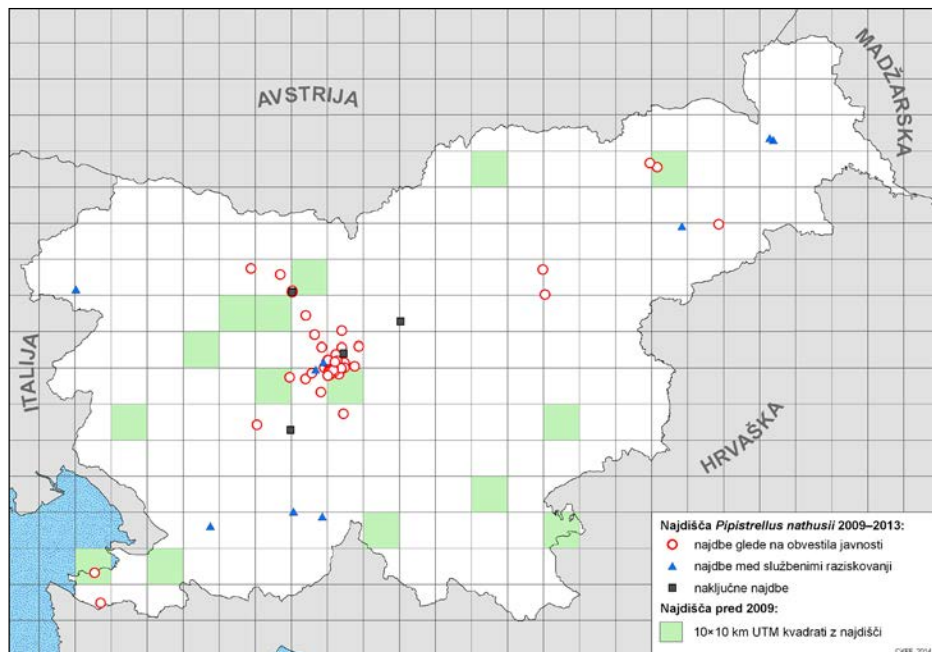 AVSTRIJA
MADŽARSKA
ITALIJA
HRVAŠKA
Najdišča Pipistrellus nathusii 2009–2013:
najdbe glede na obvestila javnosti
najdbe med službenimi raziskovanji
naključne najdbe
Najdišča pred 2009:
10×10 km UTM kvadrati z najdišči